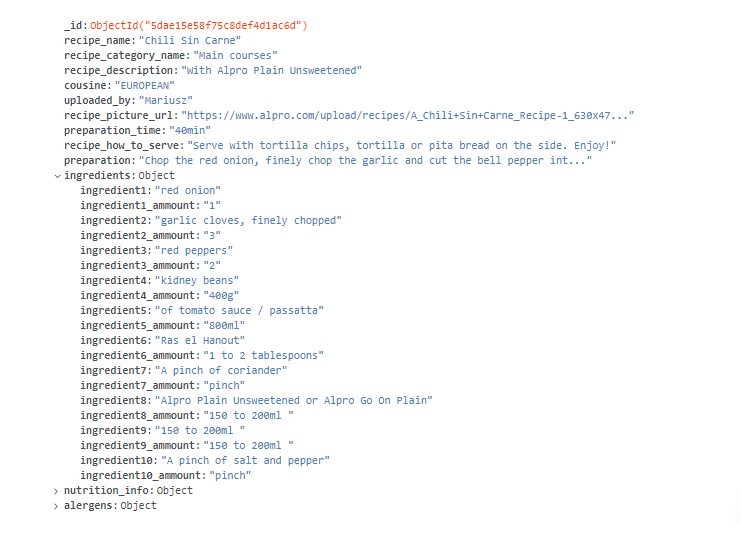 _id: ObjectId("5dae15e58f75c8def4d1ac6d")
recipe_name: "Chili Sin Carne"
recipe_category_name: "Main courses"
recipe_description: "With Alpro Plain Unsweetened"
cousine: "EUROPEAN"
uploaded_by: "Mariusz"
recipe_picture_url: "https://www.alpro.com/upload/recipes/A_Chili+Sin+Carne_Recipe-1_630x47..."
preparation_time: "40min"
recipe_how_to_serve: "Serve with tortilla chips, tortilla or pita bread on the side. Enjoy!"
preparation: "Chop the red onion, finely chop the garlic and cut the bell pepper int..."
ingredients: Object
ingredient1: "red onion"
ingredient1_ammount: "1"
ingredient2: "garlic cloves, finely chopped"
ingredient2_ammount: "3"
ingredient3: "red peppers"
ingredient3_ammount: "2"
ingredient4: "kidney beans"
ingredient4_ammount: "400g"
ingredient5: "of tomato sauce / passatta"
ingredient5_ammount: "800ml"
ingredient6: "Ras el Hanout"
ingredient6_ammount: "1 to 2 tablespoons"
ingredient7: "A pinch of coriander"
ingredient7_ammount: "pinch"
ingredient8: "Alpro Plain Unsweetened or Alpro Go On Plain"
ingredient8_ammount: "150 to 200ml "
ingredient9: "150 to 200ml "
ingredient9_ammount: "150 to 200ml "
ingredient10: "A pinch of salt and pepper"
ingredient10_ammount: "pinch"
nutrition_info: Object
alergens: Object